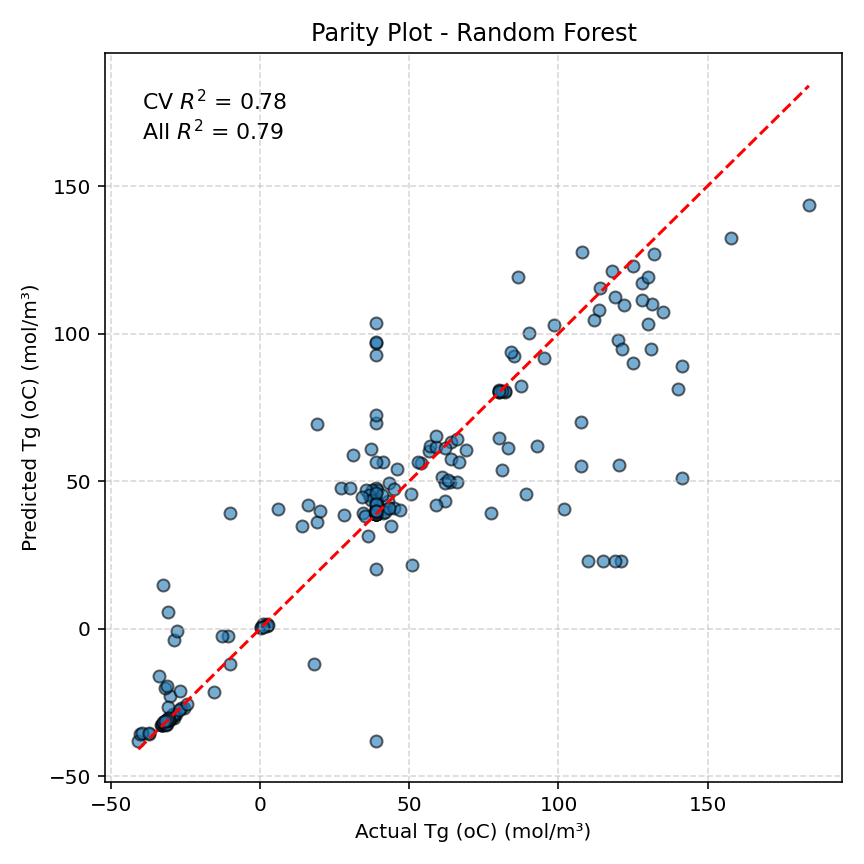 Parity Plot - Random Forest
CV R² = 0.78
All R² = 0.79
Predicted Tg (oC) (mol/m³)
150
100
50
0
−50
−50 0 50 100 150
Actual Tg (oC) (mol/m³)